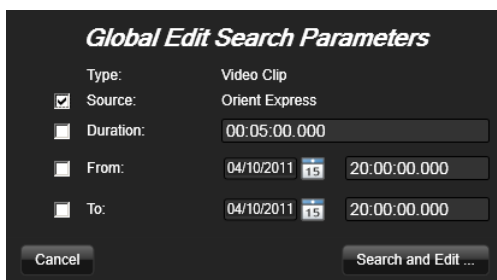 Global Edit Search Parameters
Type: Video Clip
Source: Orient Express
Duration: 00:05:00.000
From: 04/10/2011 15 20:00:00.000
To: 04/10/2011 15 20:00:00.000
Cancel Search and Edit ...